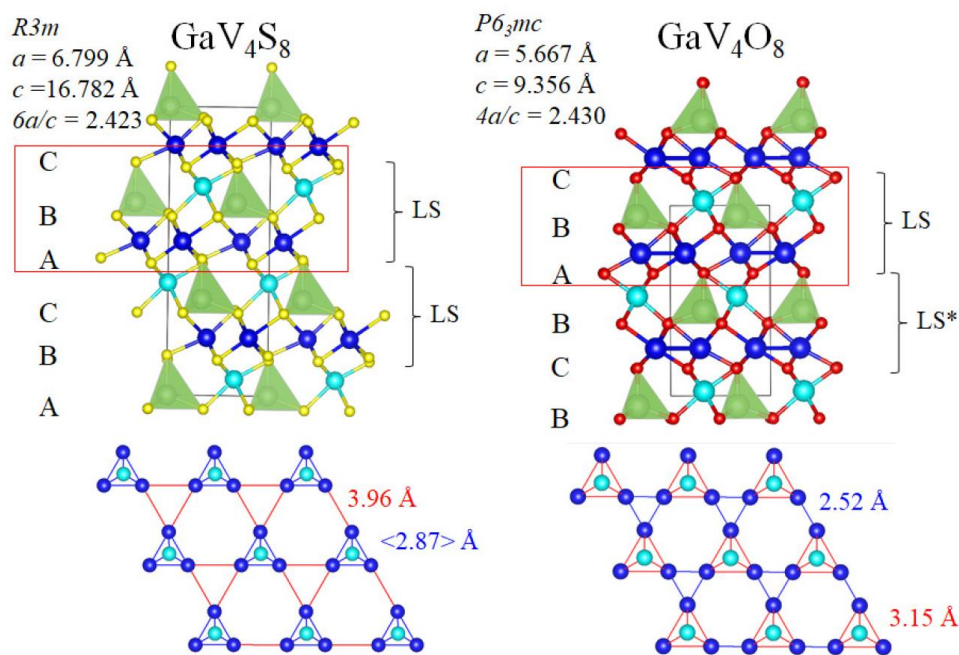 R3m
GaV₄S₈
a = 6.799 Å
c =16.782 Å
6a/c = 2.423
C
B
A
C
B
A
LS
LS
3.96 Å
<2.87> Å
P6₃mc
GaV₄O₈
a = 5.667 Å
c = 9.356 Å
4a/c = 2.430
C
B
A
B
C
B
LS
LS*
2.52 Å
3.15 Å